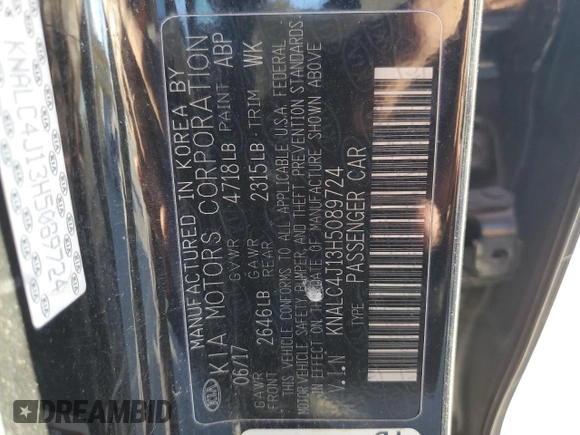 KNALC4J13H5089724
KIA
MANUFACTURED IN KOREA BY
KIA MOTORS CORPORATION
06/17 GVWR 4718LB PAINT ABP
GAWR FRONT 2646LB GAWR REAR 2315LB TRIM WK
THIS VEHICLE CONFORMS TO ALL APPLICABLE U.S.A. FEDERAL
MOTOR VEHICLE SAFETY, BUMPER, AND THEFT PREVENTION STANDARDS
IN EFFECT ON THE DATE OF MANUFACTURE SHOWN ABOVE
V.I.N KNALC4J13H5089724
TYPE PASSENGER CAR
DREAMBID